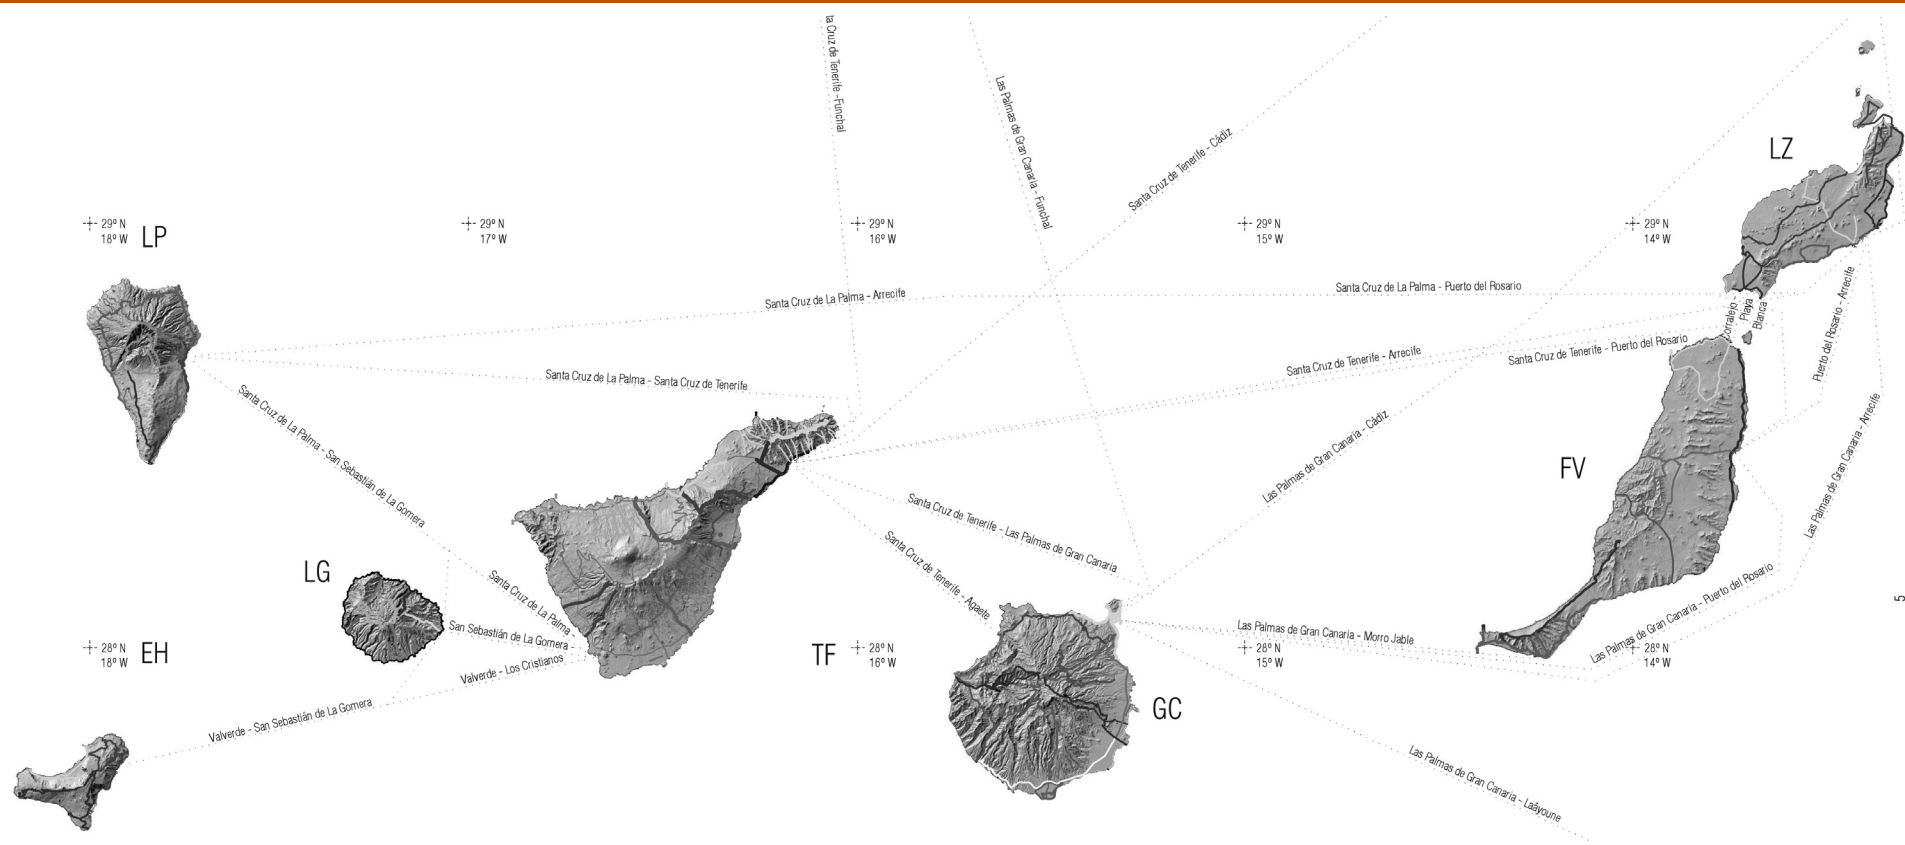 ta Cruz de Tenerife -Funchal
Las Palmas de Gran Canaria - Funchal
Santa Cruz de Tenerife - Cádiz
LZ
29º N
18º W
LP
29º N
17º W
29º N
16º W
29º N
15º W
29º N
14º W
Santa Cruz de La Palma - Arrecife
Santa Cruz de La Palma - Puerto del Rosario
Corralejo -
Playa
Blanca
Puerto del Rosario - Arrecife
Santa Cruz de Tenerife - Arrecife
Santa Cruz de Tenerife - Puerto del Rosario
Santa Cruz de La Palma - Santa Cruz de Tenerife
Santa Cruz de La Palma - San Sebastián de La Gomera
Las Palmas de Gran Canaria - Cádiz
Las Palmas de Gran Canaria - Arrecife
FV
Santa Cruz de Tenerife - Las Palmas de Gran Canaria
Santa Cruz de Tenerife - Agaete
LG
Santa Cruz de La Palma -
San Sebastián de La Gomera -
Valverde - Los Cristianos
Las Palmas de Gran Canaria - Morro Jable
Las Palmas de Gran Canaria - Puerto del Rosario
5
28º N
18º W
EH
TF
28º N
16º W
28º N
15º W
28º N
14º W
GC
Valverde - San Sebastián de La Gomera
Las Palmas de Gran Canaria - Laâyoune